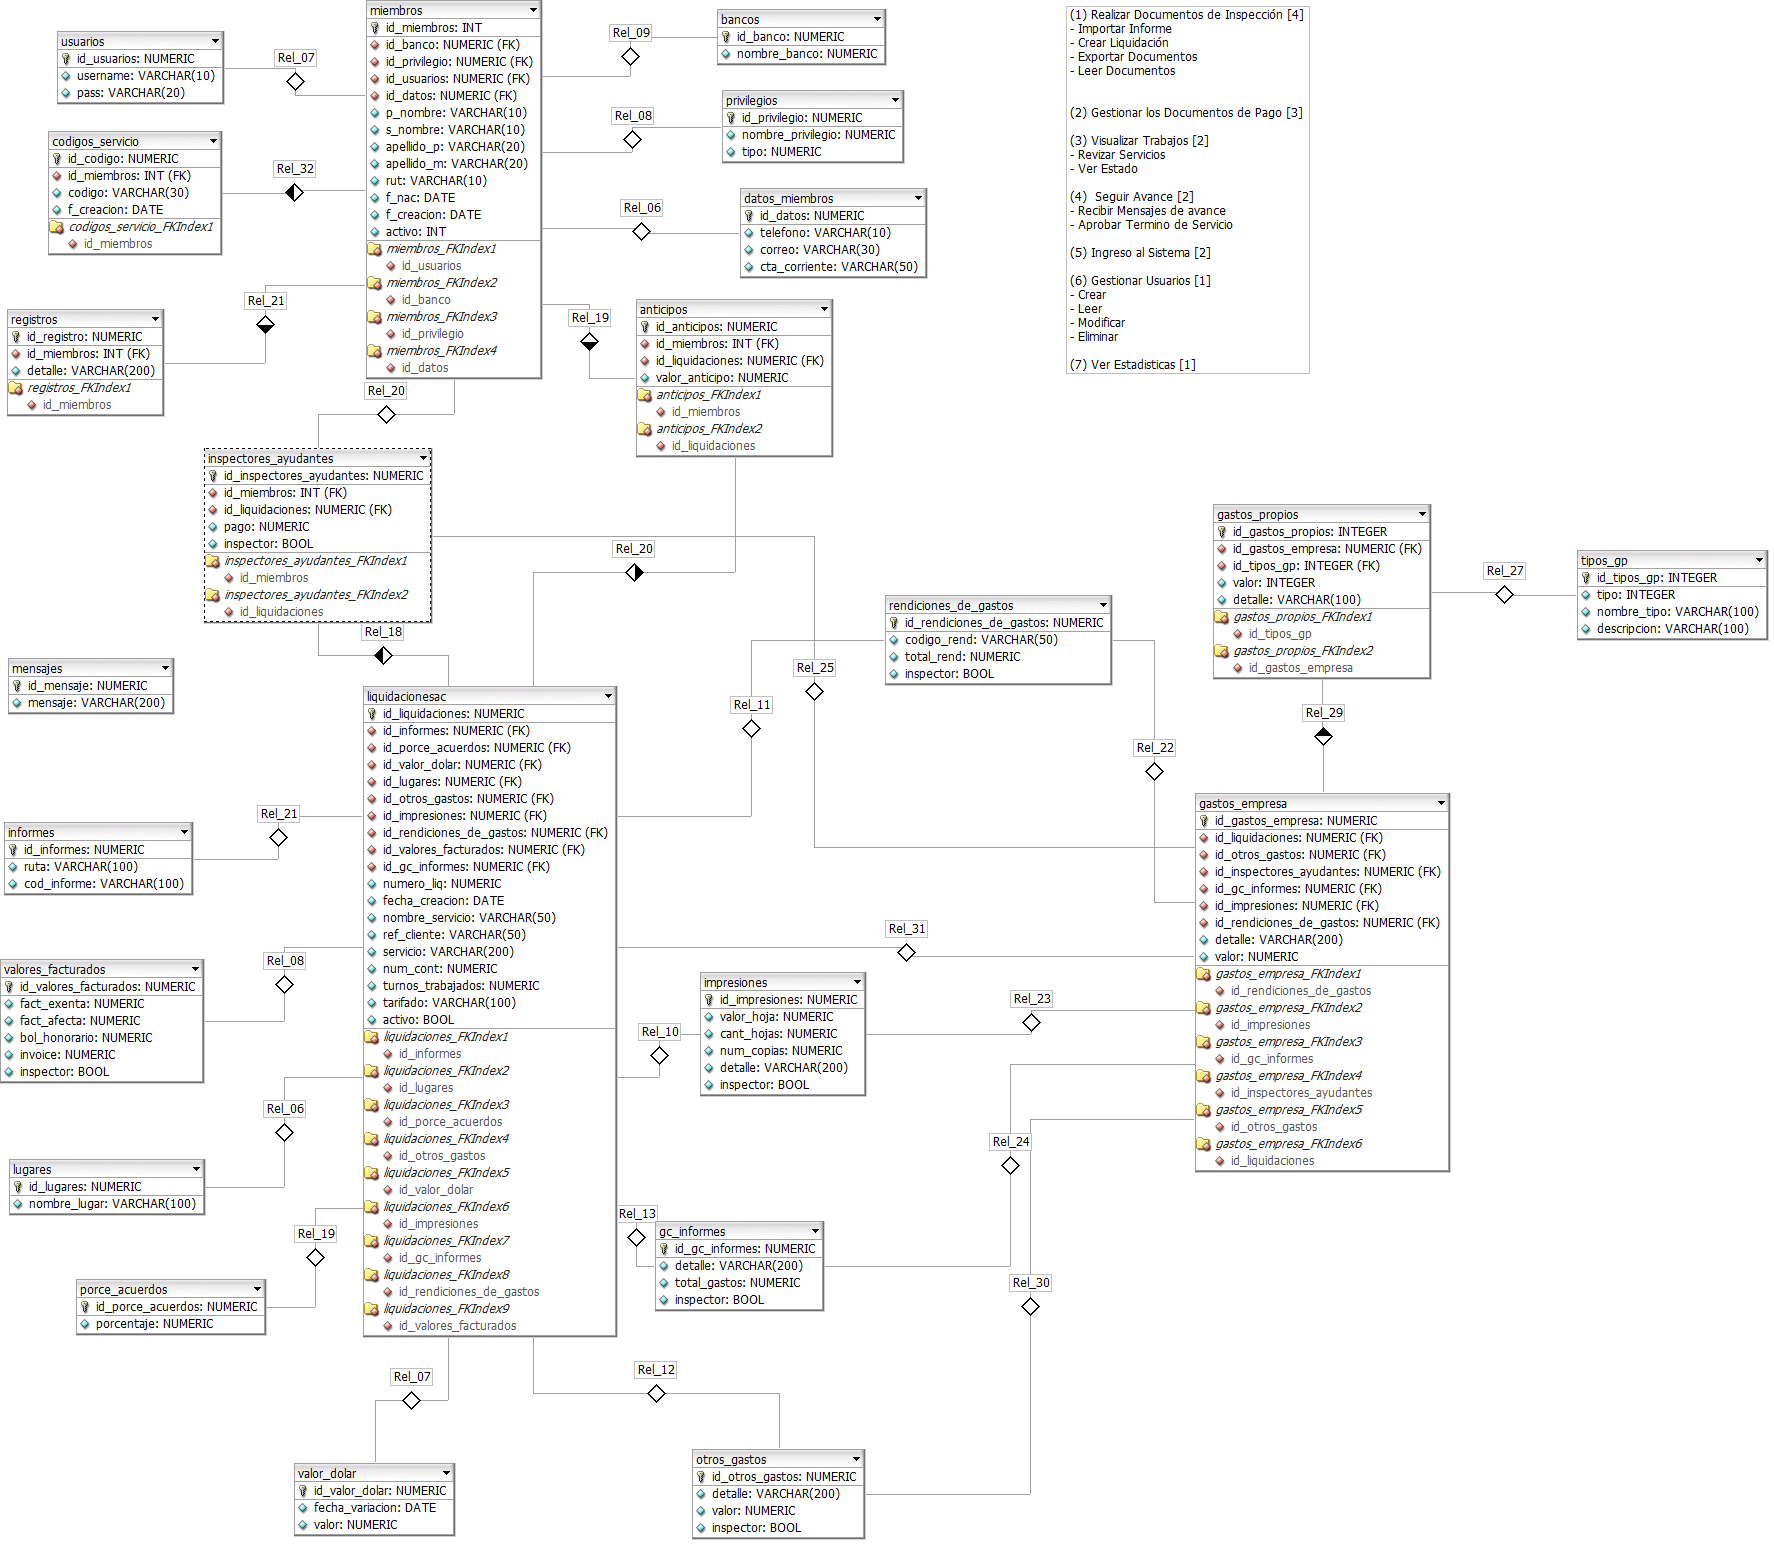 miembros
id_miembros: INT
id_banco: NUMERIC (FK)
id_privilegio: NUMERIC (FK)
id_usuarios: NUMERIC (FK)
id_datos: NUMERIC (FK)
p_nombre: VARCHAR(10)
s_nombre: VARCHAR(10)
apellido_p: VARCHAR(20)
apellido_m: VARCHAR(20)
rut: VARCHAR(10)
f_nac: DATE
f_creacion: DATE
activo: INT
miembros_FKIndex1
id_usuarios
miembros_FKIndex2
id_banco
miembros_FKIndex3
id_privilegio
miembros_FKIndex4
id_datos
usuarios
id_usuarios: NUMERIC
username: VARCHAR(10)
pass: VARCHAR(20)
Rel_07
codigos_servicio
id_codigo: NUMERIC
id_miembros: INT (FK)
codigo: VARCHAR(30)
f_creacion: DATE
codigos_servicio_FKIndex1
id_miembros
Rel_32
registros
id_registro: NUMERIC
id_miembros: INT (FK)
detalle: VARCHAR(200)
registros_FKIndex1
id_miembros
Rel_21
Rel_09
bancos
id_banco: NUMERIC
nombre_banco: NUMERIC
Rel_08
privilegios
id_privilegio: NUMERIC
nombre_privilegio: NUMERIC
tipo: NUMERIC
Rel_06
datos_miembros
id_datos: NUMERIC
telefono: VARCHAR(10)
correo: VARCHAR(30)
cta_corriente: VARCHAR(50)
Rel_19
anticipos
id_anticipos: NUMERIC
id_miembros: INT (FK)
id_liquidaciones: NUMERIC (FK)
valor_anticipo: NUMERIC
anticipos_FKIndex1
id_miembros
anticipos_FKIndex2
id_liquidaciones
(1) Realizar Documentos de Inspección [4]
- Importar Informe
- Crear Liquidación
- Exportar Documentos
- Leer Documentos
(2) Gestionar los Documentos de Pago [3]
(3) Visualizar Trabajos [2]
- Revizar Servicios
- Ver Estado
(4) Seguir Avance [2]
- Recibir Mensajes de avance
- Aprobar Termino de Servicio
(5) Ingreso al Sistema [2]
(6) Gestionar Usuarios [1]
- Crear
- Leer
- Modificar
- Eliminar
(7) Ver Estadisticas [1]
Rel_20
inspectores_ayudantes
id_inspectores_ayudantes: NUMERIC
id_miembros: INT (FK)
id_liquidaciones: NUMERIC (FK)
pago: NUMERIC
inspector: BOOL
inspectores_ayudantes_FKIndex1
id_miembros
inspectores_ayudantes_FKIndex2
id_liquidaciones
Rel_18
Rel_20
Rel_25
rendiciones_de_gastos
id_rendiciones_de_gastos: NUMERIC
codigo_rend: VARCHAR(50)
total_rend: NUMERIC
inspector: BOOL
Rel_11
Rel_22
gastos_propios
id_gastos_propios: INTEGER
id_gastos_empresa: NUMERIC (FK)
id_tipos_gp: INTEGER (FK)
valor: INTEGER
detalle: VARCHAR(100)
gastos_propios_FKIndex1
id_tipos_gp
gastos_propios_FKIndex2
id_gastos_empresa
Rel_27
tipos_gp
id_tipos_gp: INTEGER
tipo: INTEGER
nombre_tipo: VARCHAR(100)
descripcion: VARCHAR(100)
Rel_29
mensajes
id_mensaje: NUMERIC
mensaje: VARCHAR(200)
liquidacionesac
id_liquidaciones: NUMERIC
id_informes: NUMERIC (FK)
id_porce_acuerdos: NUMERIC (FK)
id_valor_dolar: NUMERIC (FK)
id_lugares: NUMERIC (FK)
id_otros_gastos: NUMERIC (FK)
id_impresiones: NUMERIC (FK)
id_rendiciones_de_gastos: NUMERIC (FK)
id_valores_facturados: NUMERIC (FK)
id_gc_informes: NUMERIC (FK)
numero_liq: NUMERIC
fecha_creacion: DATE
nombre_servicio: VARCHAR(50)
ref_cliente: VARCHAR(50)
servicio: VARCHAR(200)
num_cont: NUMERIC
turnos_trabajados: NUMERIC
tarifado: VARCHAR(100)
activo: BOOL
liquidaciones_FKIndex1
id_informes
liquidaciones_FKIndex2
id_lugares
liquidaciones_FKIndex3
id_porce_acuerdos
liquidaciones_FKIndex4
id_otros_gastos
liquidaciones_FKIndex5
id_valor_dolar
liquidaciones_FKIndex6
id_impresiones
liquidaciones_FKIndex7
id_gc_informes
liquidaciones_FKIndex8
id_rendiciones_de_gastos
liquidaciones_FKIndex9
id_valores_facturados
informes
id_informes: NUMERIC
ruta: VARCHAR(100)
cod_informe: VARCHAR(100)
Rel_21
valores_facturados
id_valores_facturados: NUMERIC
fact_exenta: NUMERIC
fact_afecta: NUMERIC
bol_honorario: NUMERIC
invoice: NUMERIC
inspector: BOOL
Rel_08
lugares
id_lugares: NUMERIC
nombre_lugar: VARCHAR(100)
Rel_06
porce_acuerdos
id_porce_acuerdos: NUMERIC
porcentaje: NUMERIC
Rel_19
gastos_empresa
id_gastos_empresa: NUMERIC
id_liquidaciones: NUMERIC (FK)
id_otros_gastos: NUMERIC (FK)
id_inspectores_ayudantes: NUMERIC (FK)
id_gc_informes: NUMERIC (FK)
id_impresiones: NUMERIC (FK)
id_rendiciones_de_gastos: NUMERIC (FK)
detalle: VARCHAR(200)
valor: NUMERIC
gastos_empresa_FKIndex1
id_rendiciones_de_gastos
gastos_empresa_FKIndex2
id_impresiones
gastos_empresa_FKIndex3
id_gc_informes
gastos_empresa_FKIndex4
id_inspectores_ayudantes
gastos_empresa_FKIndex5
id_otros_gastos
gastos_empresa_FKIndex6
id_liquidaciones
Rel_31
Rel_10
impresiones
id_impresiones: NUMERIC
valor_hoja: NUMERIC
cant_hojas: NUMERIC
num_copias: NUMERIC
detalle: VARCHAR(200)
inspector: BOOL
Rel_23
Rel_24
Rel_13
gc_informes
id_gc_informes: NUMERIC
detalle: VARCHAR(200)
total_gastos: NUMERIC
inspector: BOOL
Rel_30
Rel_07
valor_dolar
id_valor_dolar: NUMERIC
fecha_variacion: DATE
valor: NUMERIC
Rel_12
otros_gastos
id_otros_gastos: NUMERIC
detalle: VARCHAR(200)
valor: NUMERIC
inspector: BOOL